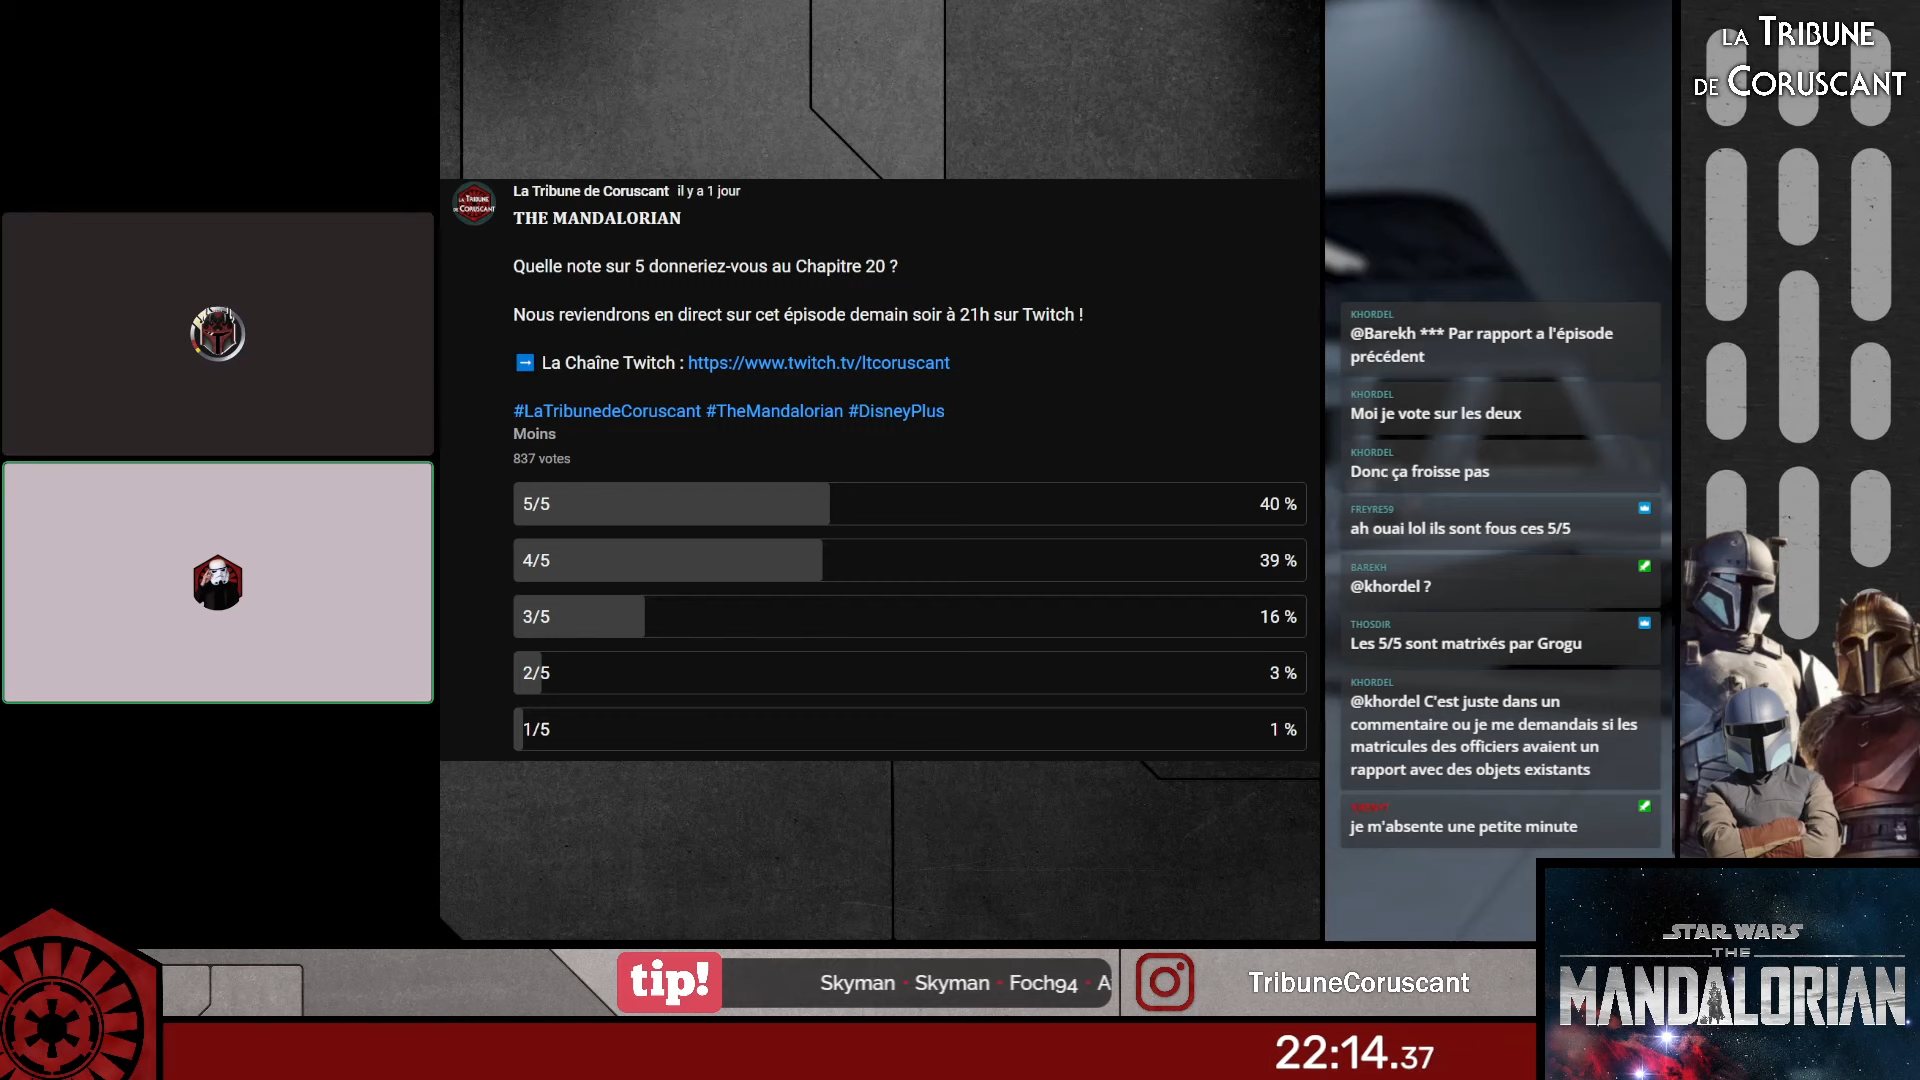 LA TRIBUNE
DE CORUSCANT
La Tribune de Coruscant il y a 1 jour
THE MANDALORIAN
Quelle note sur 5 donneriez-vous au Chapitre 20 ?
Nous reviendrons en direct sur cet épisode demain soir à 21h sur Twitch !
➡ La Chaîne Twitch : https://www.twitch.tv/ltcoruscant
#LaTribunedeCoruscant #TheMandalorian #DisneyPlus
Moins
837 votes
5/5 40 %
4/5 39 %
3/5 16 %
2/5 3 %
1/5 1 %
KHORDEL
@Barekh *** Par rapport a l'épisode
précédent
KHORDEL
Moi je vote sur les deux
KHORDEL
Donc ça froisse pas
FREYRE59
ah ouai lol ils sont fous ces 5/5
BAREKH
@khordel ?
THOSDIR
Les 5/5 sont matrixés par Grogu
KHORDEL
@khordel C'est juste dans un
commentaire ou je me demandais si les
matricules des officiers avaient un
rapport avec des objets existants
je m'absente une petite minute
tip!
Skyman · Skyman · Foch94 · A
TribuneCoruscant
22:14.37
STAR WARS
THE
MANDALORIAN